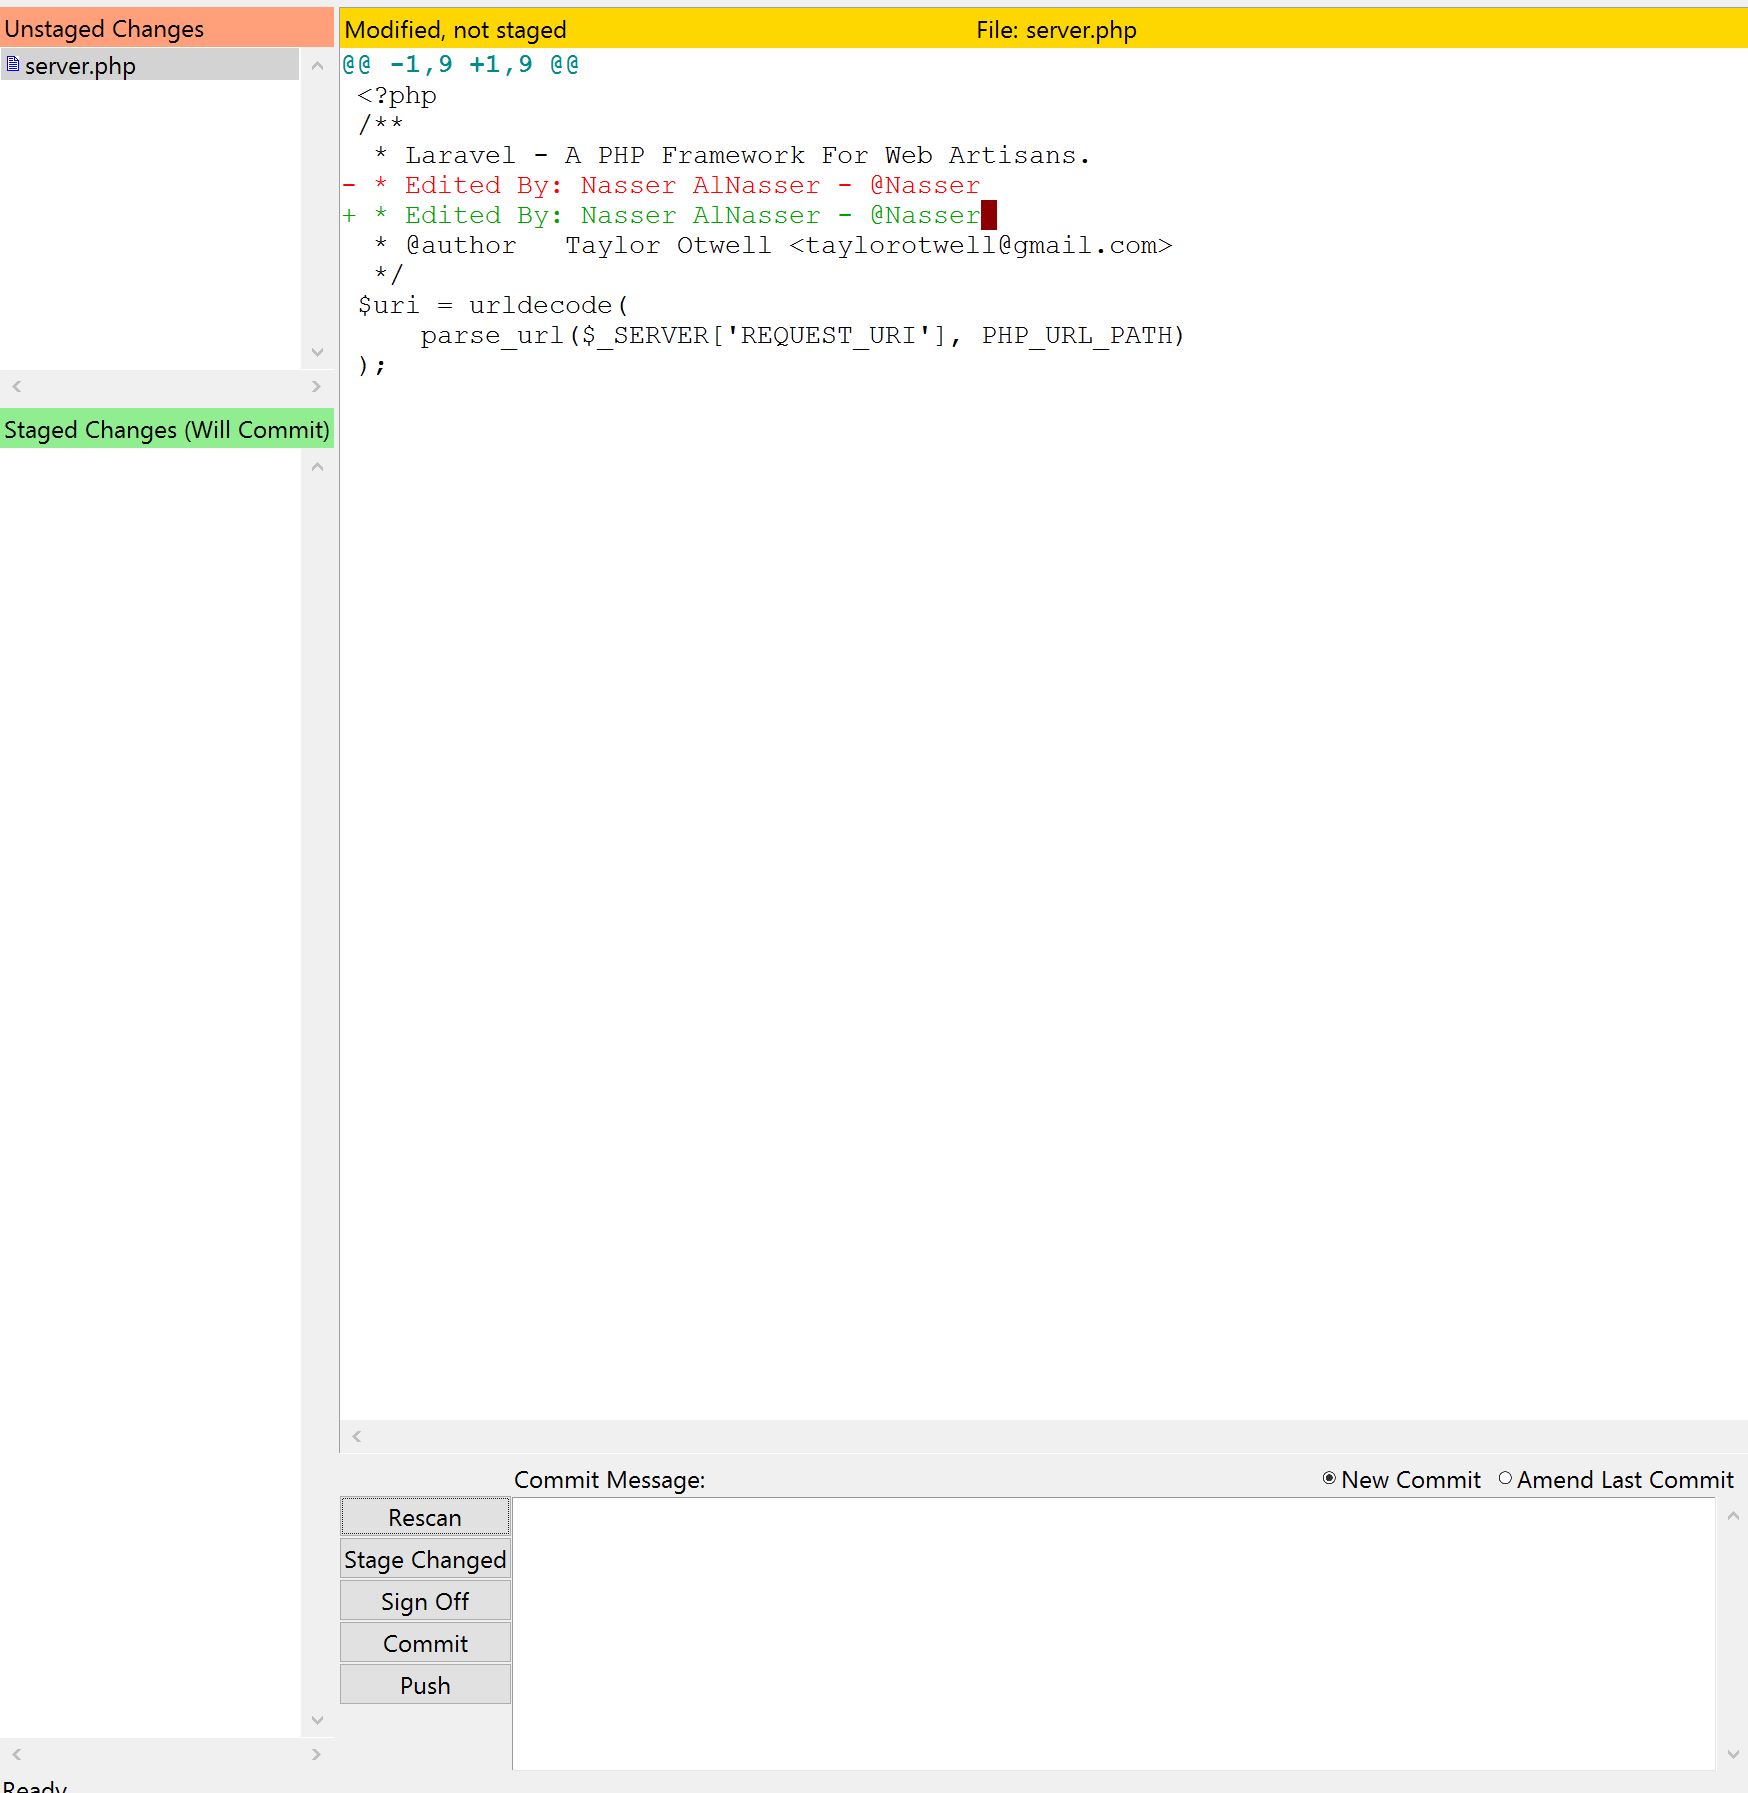 Unstaged Changes
server.php
Staged Changes (Will Commit)
Modified, not staged File: server.php
@@ -1,9 +1,9 @@
<?php
/**
 * Laravel - A PHP Framework For Web Artisans.
- * Edited By: Nasser AlNasser - @Nasser
+ * Edited By: Nasser AlNasser - @Nasser
 * @author   Taylor Otwell <taylorotwell@gmail.com>
 */
$uri = urldecode(
    parse_url($_SERVER['REQUEST_URI'], PHP_URL_PATH)
);
Commit Message: New Commit Amend Last Commit
Rescan
Stage Changed
Sign Off
Commit
Push
Ready